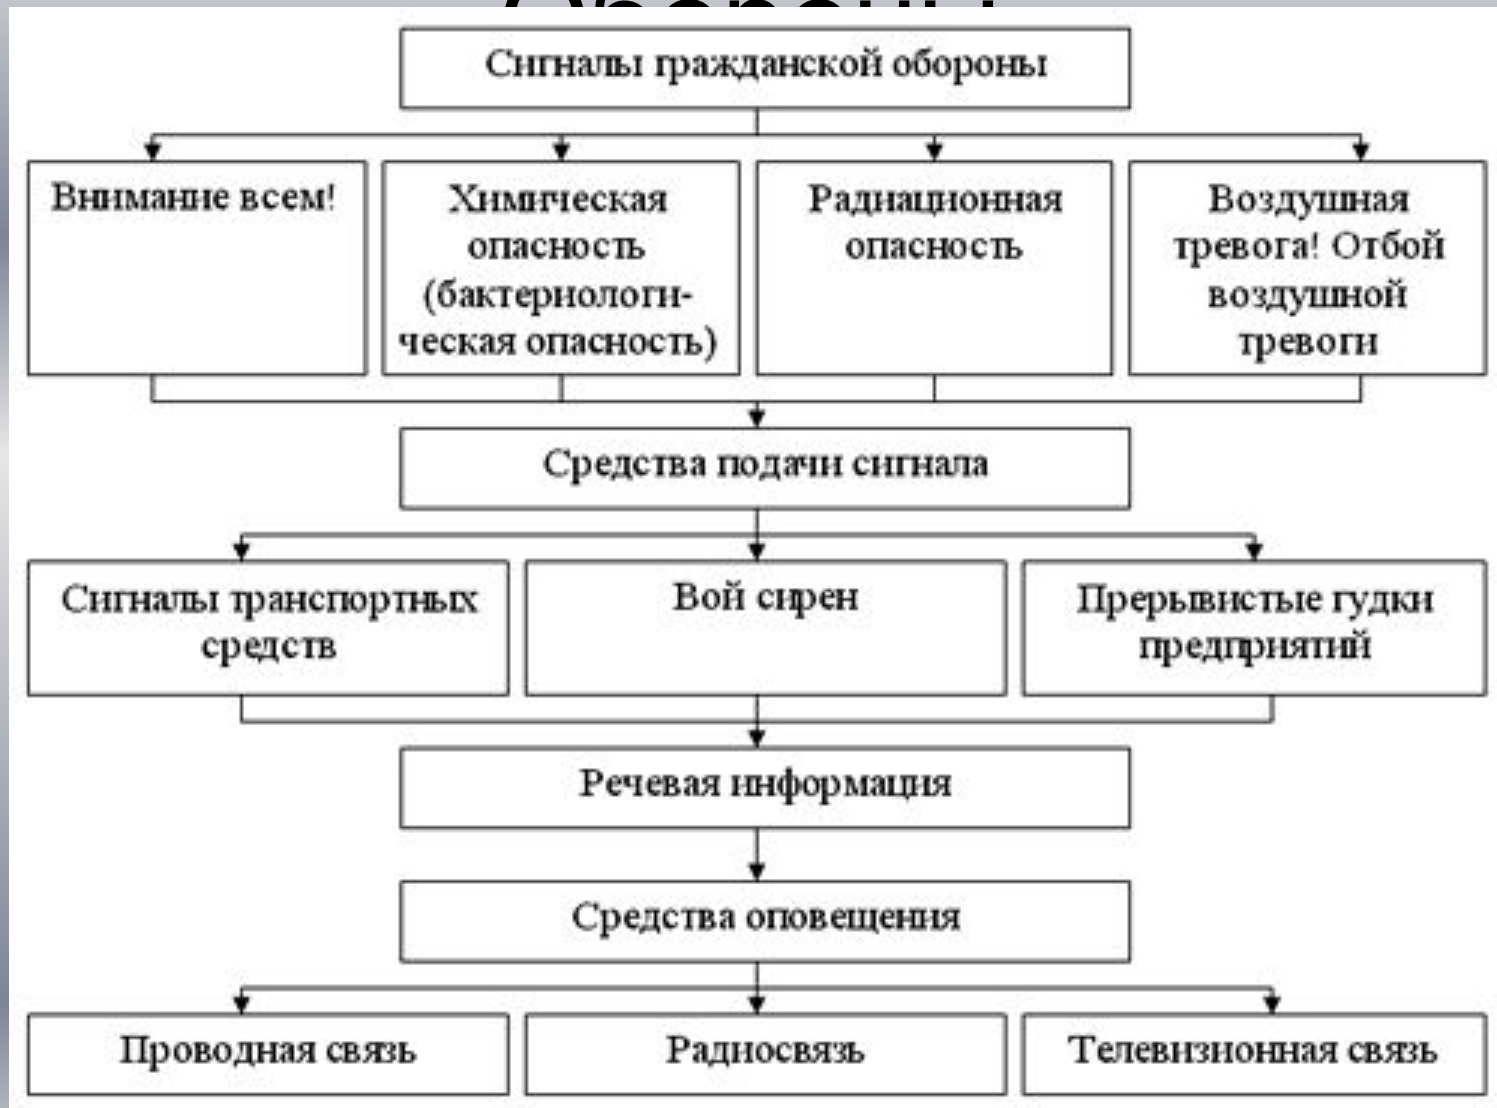 Сигналы гражданской обороны
Внимание всем!
Химическая
опасность
(бактериологи-
ческая опасность)
Радиационная
опасность
Воздушная
тревога! Отбой
воздушной
тревоги
Средства подачи сигнала
Сигналы транспортных
средств
Вой сирен
Прерывистые гудки
предприятий
Речевая информация
Средства оповещения
Проводная связь
Радиосвязь
Телевизионная связь